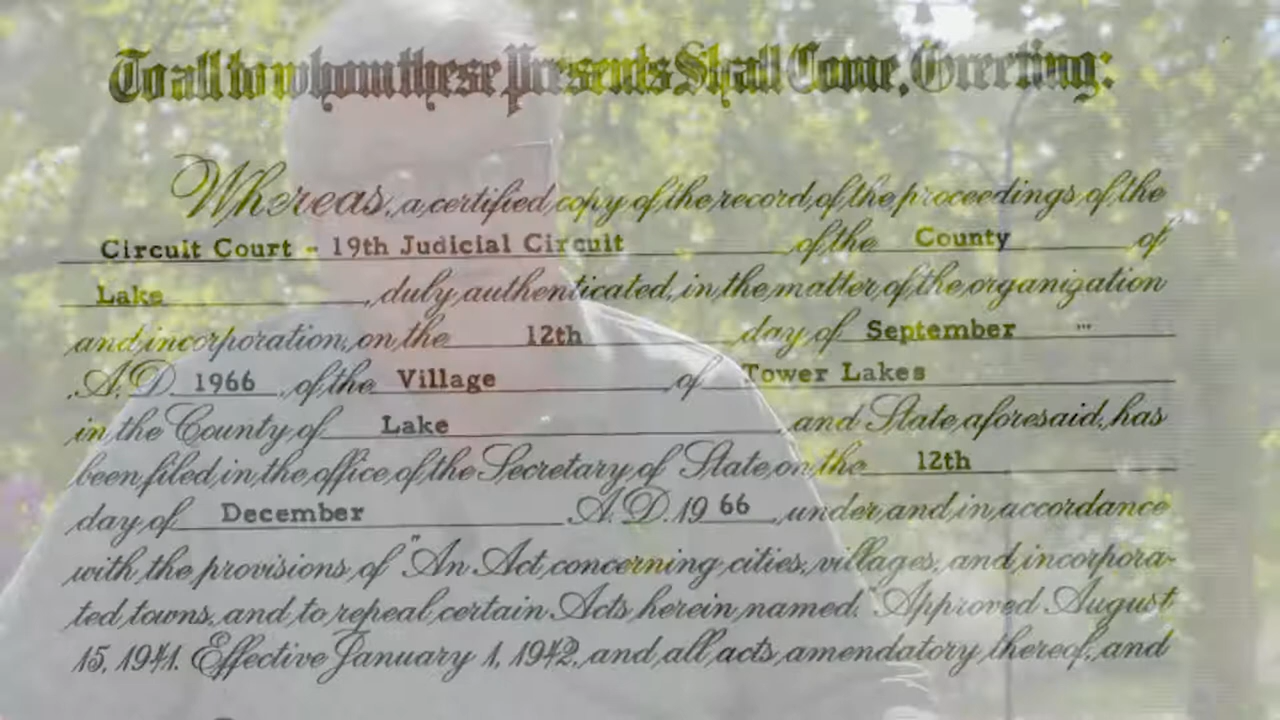 To all to whom these Presents Shall Come, Greeting:
Whereas, a certified copy of the record of the proceedings of the
Circuit Court - 19th Judicial Circuit of the County of
Lake, duly authenticated, in the matter of the organization
and incorporation, on the 12th day of September "'
A.D. 1966, of the Village of Tower Lakes
in the County of Lake and State aforesaid, has
been filed in the office of the Secretary of State, on the 12th
day of December A.D. 19 66, under and in accordance
with the provisions of "An Act concerning cities, villages, and incorpora-
ted towns, and to repeal certain Acts herein named." Approved August
15, 1941. Effective January 1, 1942, and all acts amendatory thereof, and